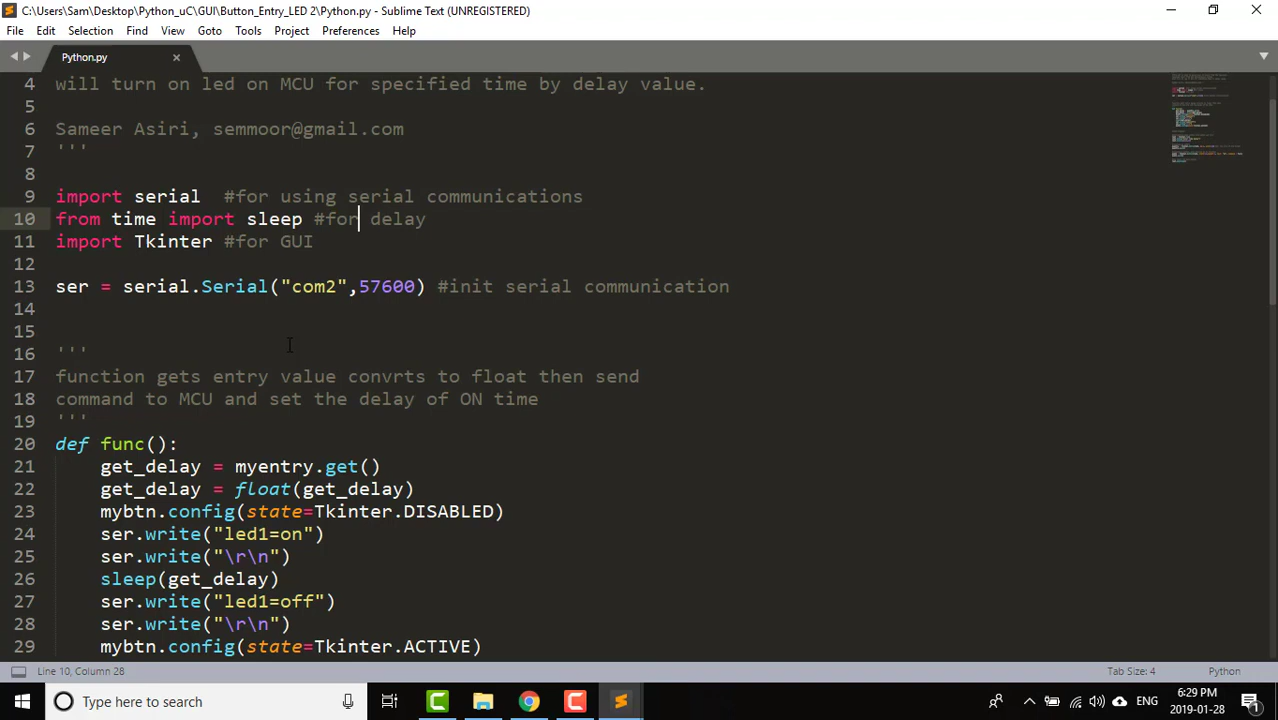 C:\Users\Sam\Desktop\Python_uC\GUI\Button_Entry_LED 2\Python.py - Sublime Text (UNREGISTERED)
File Edit Selection Find View Goto Tools Project Preferences Help
Python.py
4 will turn on led on MCU for specified time by delay value.
5
6 Sameer Asiri, semmoor@gmail.com
7 '''
8
9 import serial  #for using serial communications
10 from time import sleep #for delay
11 import Tkinter #for GUI
12
13 ser = serial.Serial("com2",57600) #init serial communication
14
15
16 '''
17 function gets entry value convrts to float then send
18 command to MCU and set the delay of ON time
19 '''
20 def func():
21     get_delay = myentry.get()
22     get_delay = float(get_delay)
23     mybtn.config(state=Tkinter.DISABLED)
24     ser.write("led1=on")
25     ser.write("\r\n")
26     sleep(get_delay)
27     ser.write("led1=off")
28     ser.write("\r\n")
29     mybtn.config(state=Tkinter.ACTIVE)
Line 10, Column 28 Tab Size: 4 Python
Type here to search
ENG
6:29 PM
2019-01-28